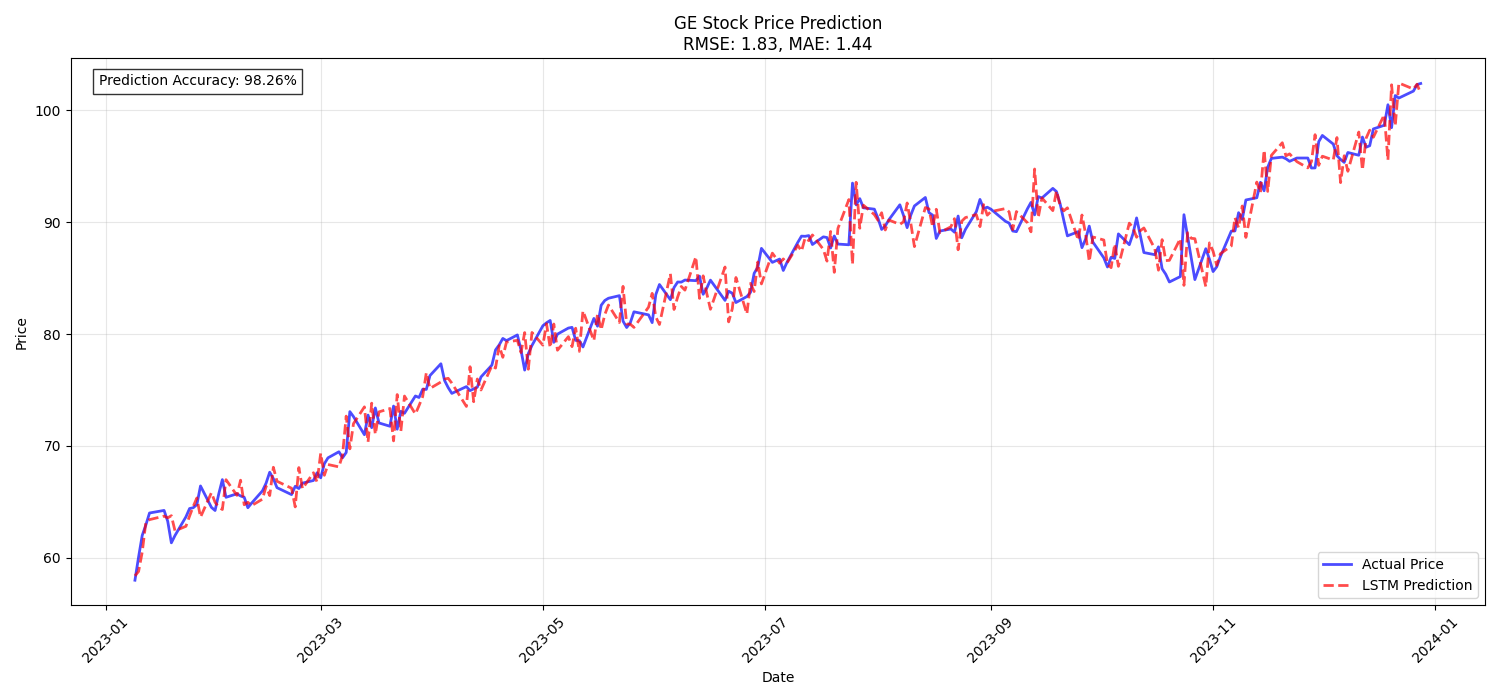 GE Stock Price Prediction
RMSE: 1.83, MAE: 1.44
Prediction Accuracy: 98.26%
Price
100
90
80
70
60
Actual Price
LSTM Prediction
2023-01
2023-03
2023-05
2023-07
2023-09
2023-11
2024-01
Date